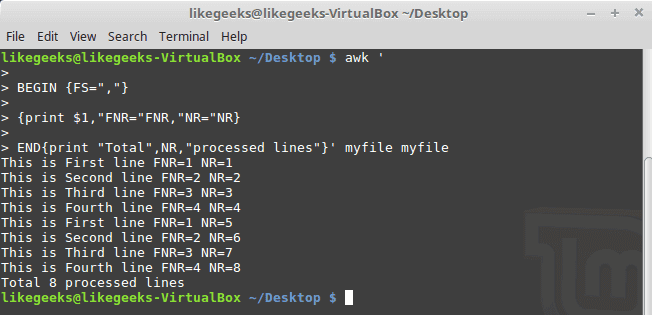 likegeeks@likegeeks-VirtualBox ~/Desktop
File Edit View Search Terminal Help
likegeeks@likegeeks-VirtualBox ~/Desktop $ awk '
>
> BEGIN {FS=","}
>
> {print $1,"FNR="FNR,"NR="NR}
>
> END{print "Total",NR,"processed lines"}' myfile myfile
This is First line FNR=1 NR=1
This is Second line FNR=2 NR=2
This is Third line FNR=3 NR=3
This is Fourth line FNR=4 NR=4
This is First line FNR=1 NR=5
This is Second line FNR=2 NR=6
This is Third line FNR=3 NR=7
This is Fourth line FNR=4 NR=8
Total 8 processed lines
likegeeks@likegeeks-VirtualBox ~/Desktop $